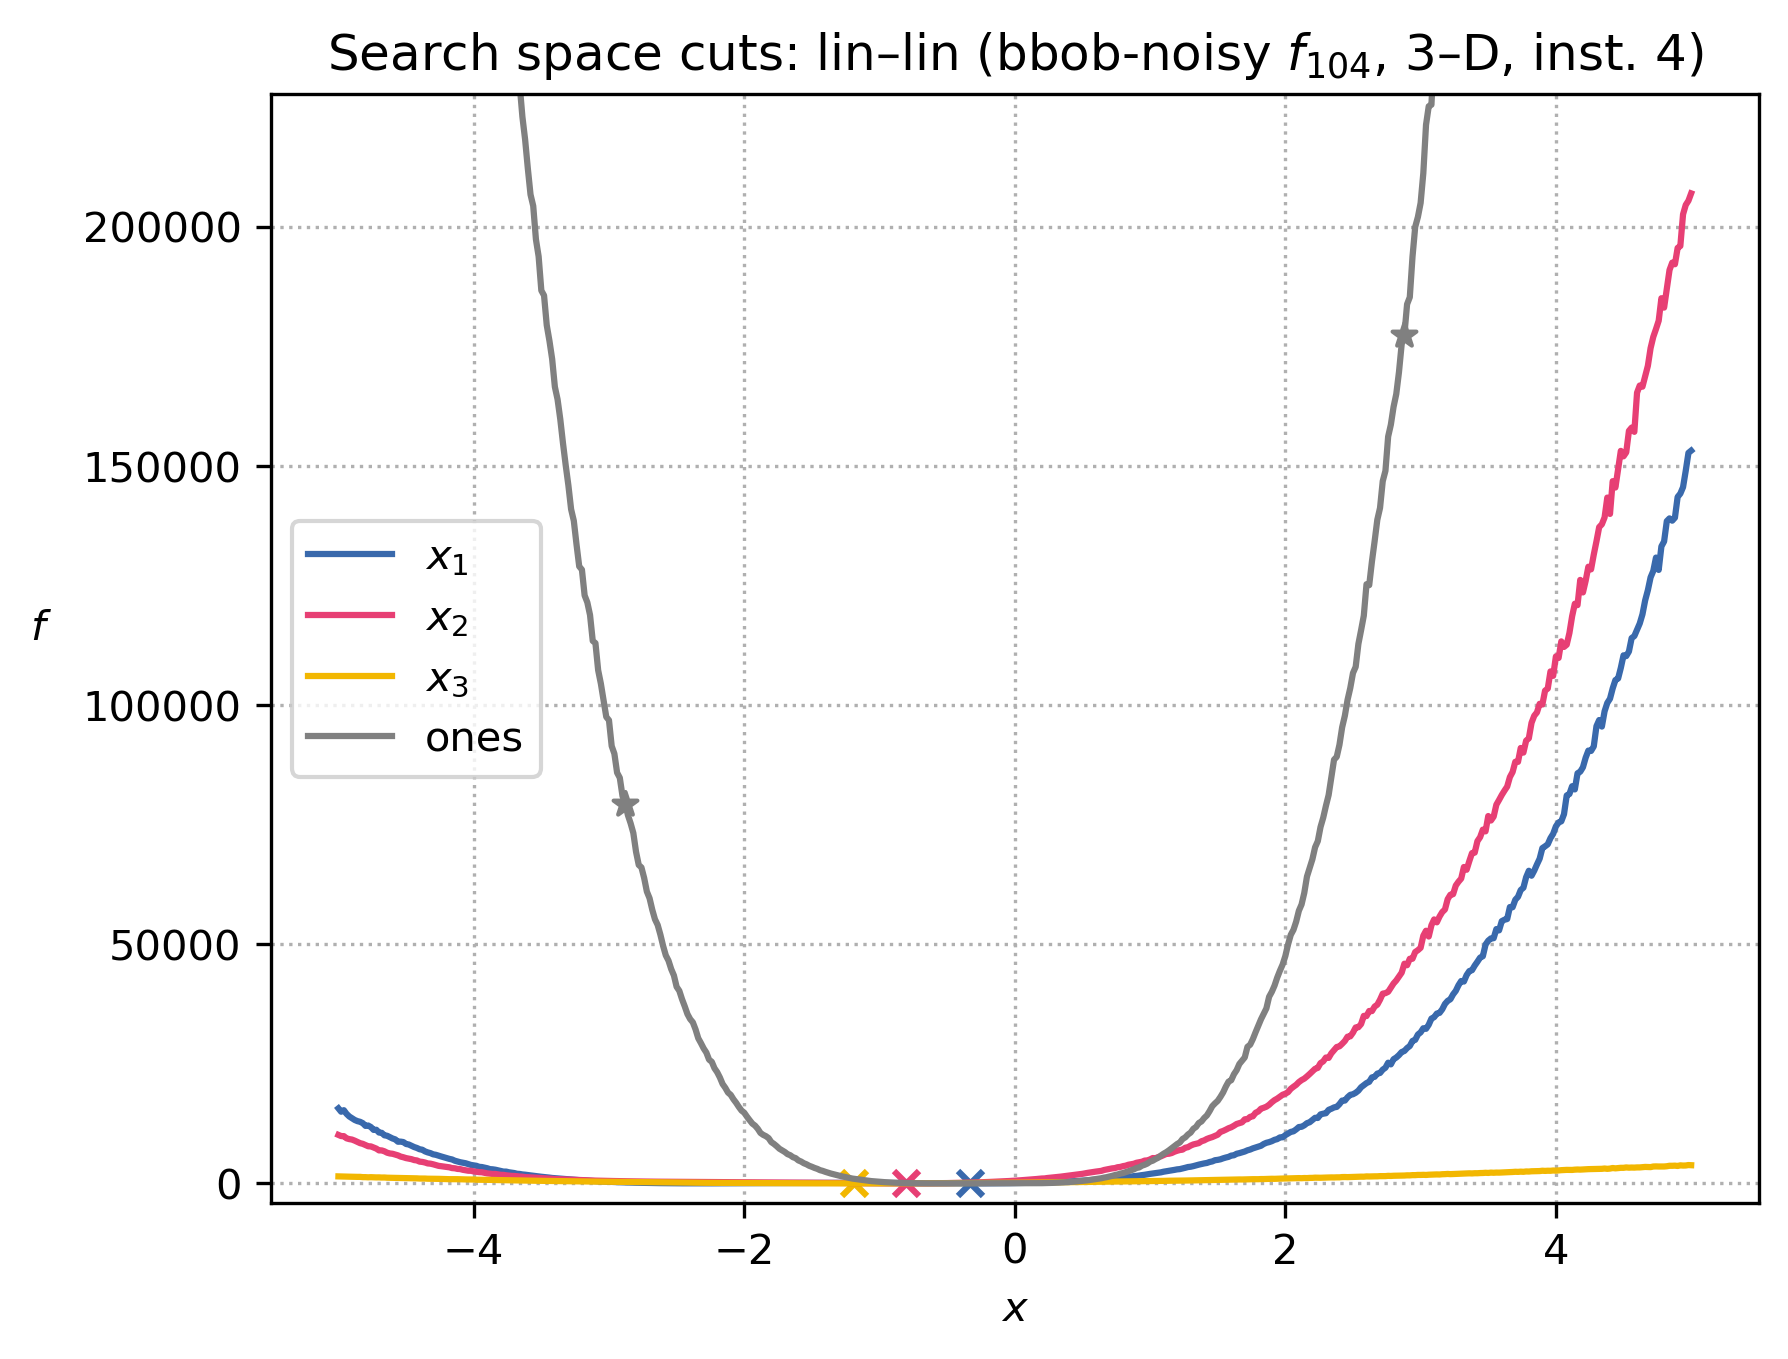 Search space cuts: lin–lin (bbob-noisy f₁₀₄, 3–D, inst. 4)
200000
150000
100000
50000
0
f
x₁
x₂
x₃
ones
−4 −2 0 2 4
x